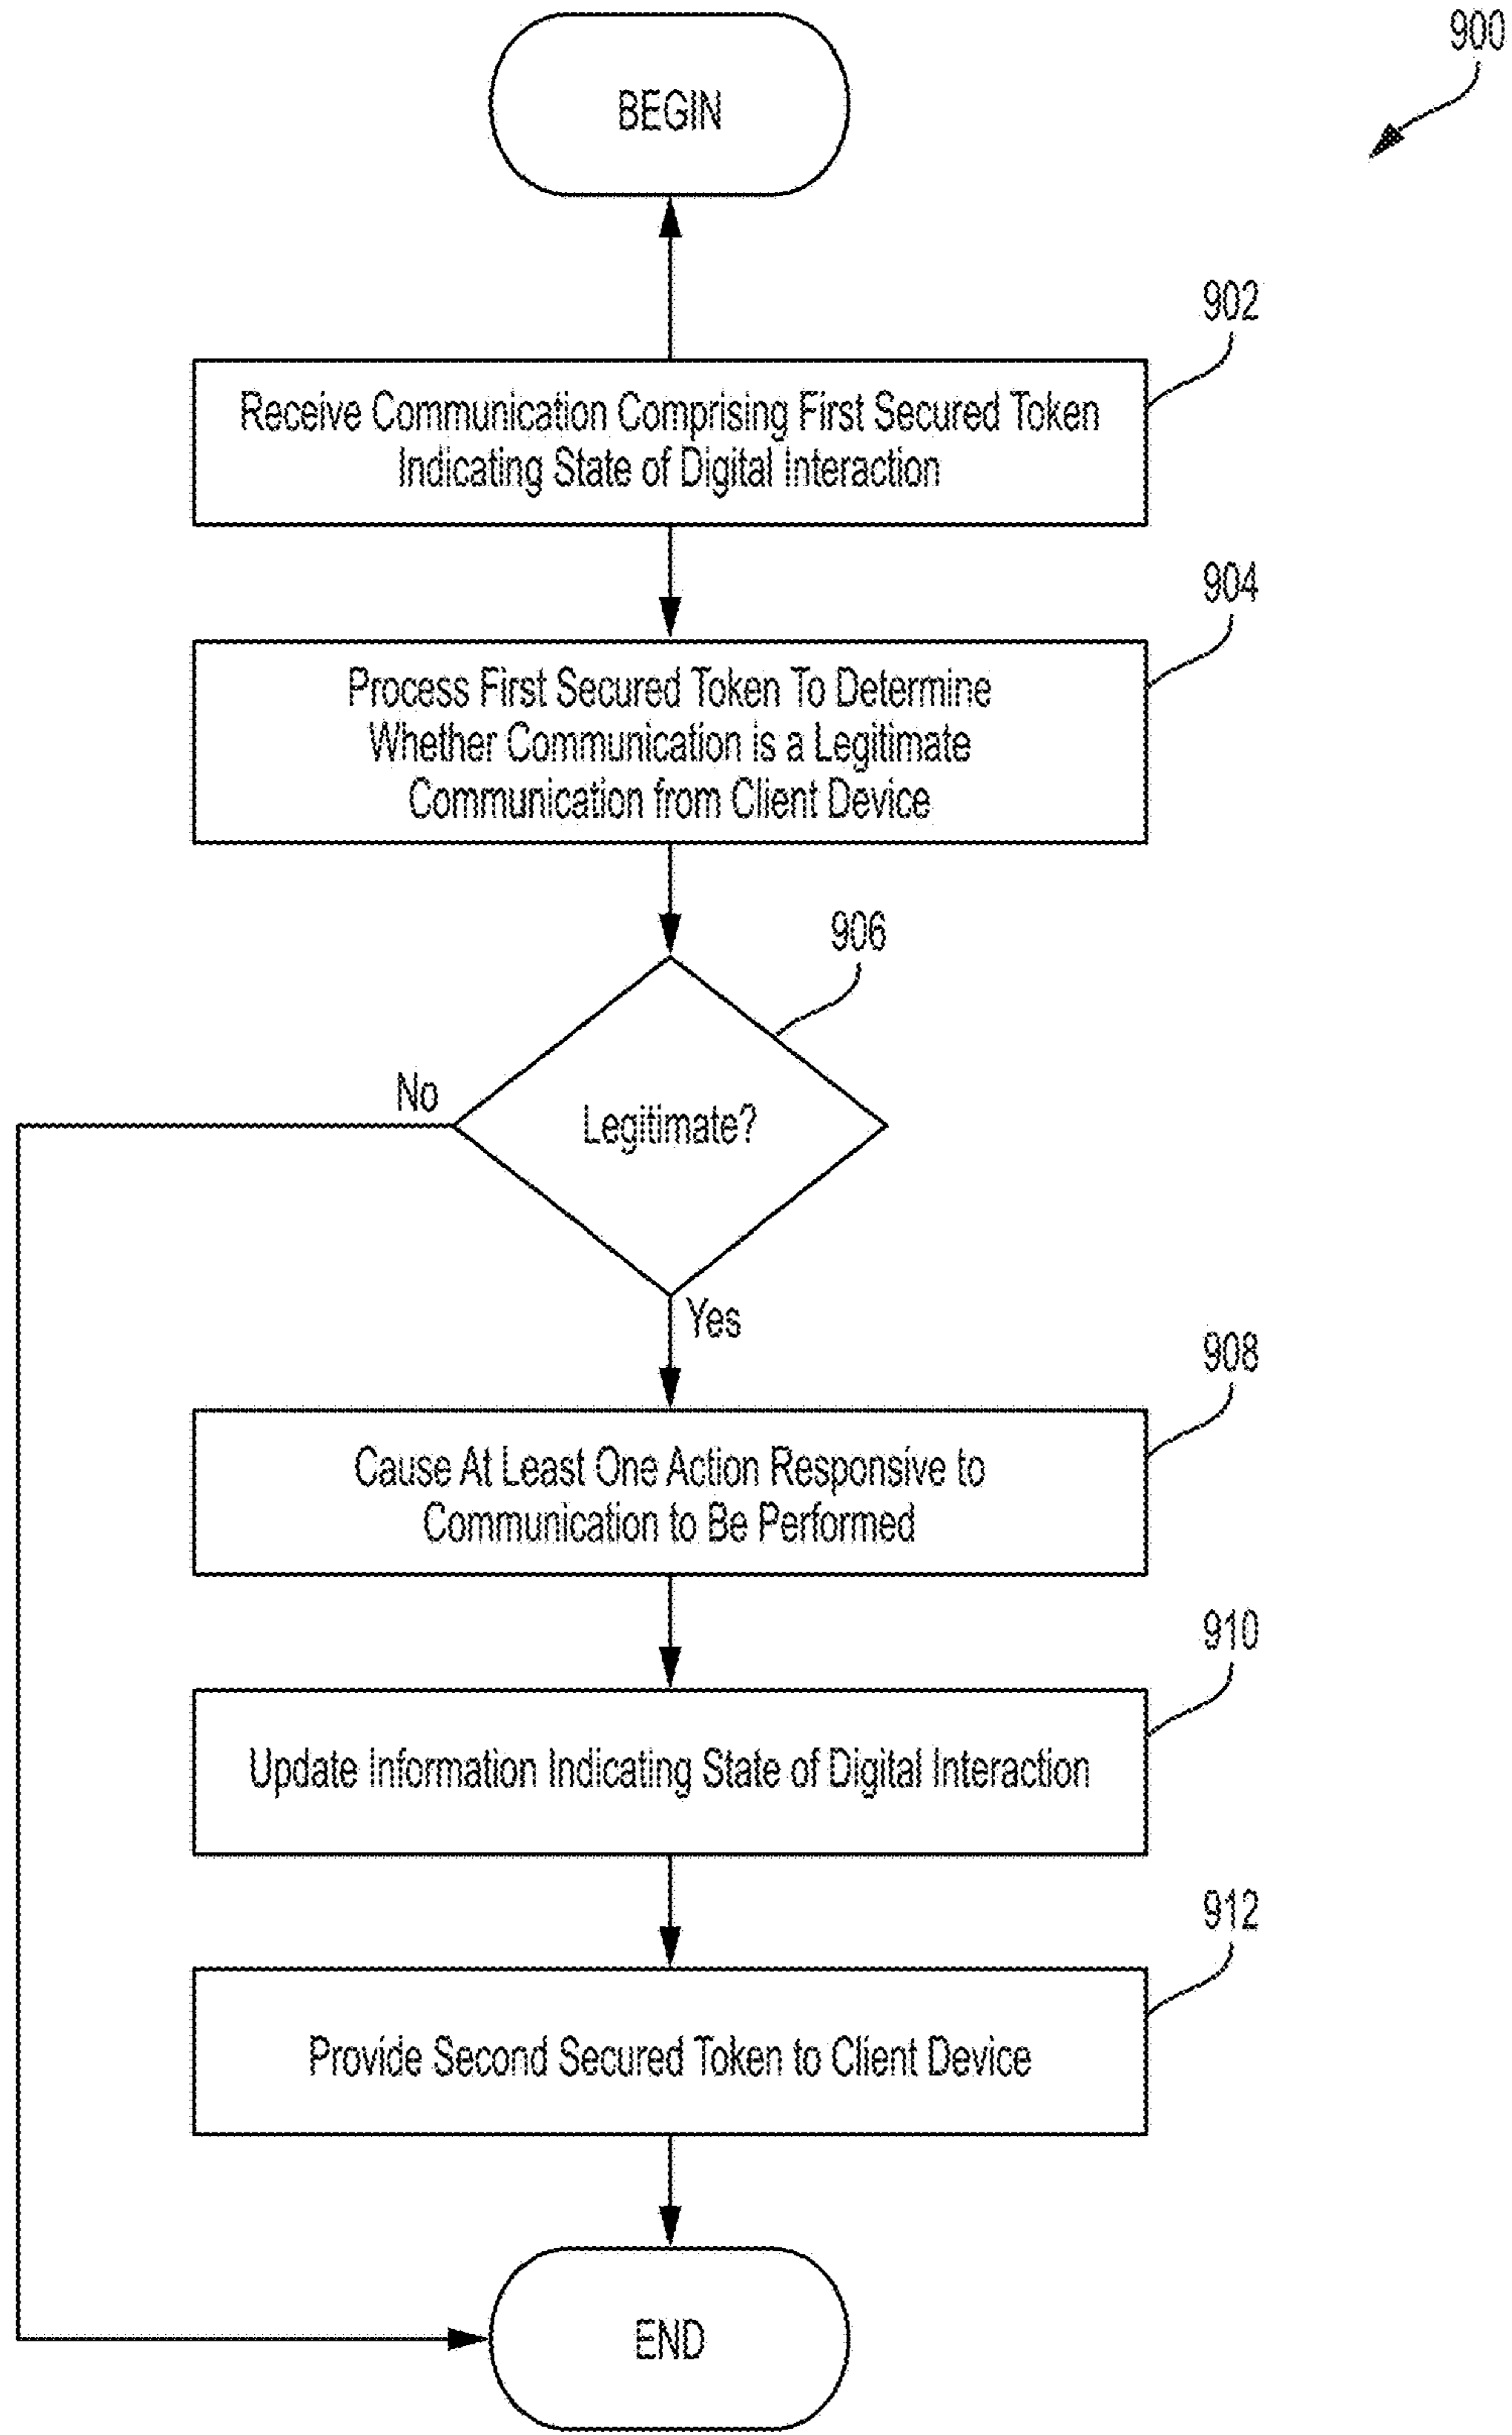 900
BEGIN
902
Receive Communication Comprising First Secured Token
Indicating State of Digital Interaction
904
Process First Secured Token To Determine
Whether Communication is a Legitimate
Communication from Client Device
906
No
Legitimate?
Yes
908
Cause At Least One Action Responsive to
Communication to Be Performed
910
Update Information Indicating State of Digital Interaction
912
Provide Second Secured Token to Client Device
END